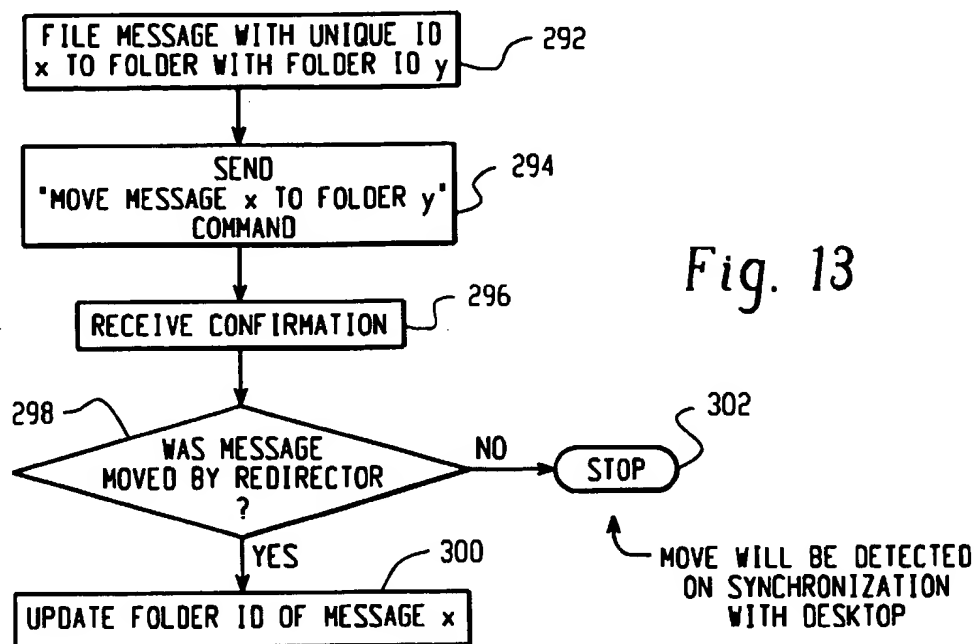 FILE MESSAGE WITH UNIQUE ID
x TO FOLDER WITH FOLDER ID y
292
SEND
"MOVE MESSAGE x TO FOLDER y"
COMMAND
294
Fig. 13
RECEIVE CONFIRMATION
296
298
WAS MESSAGE
MOVED BY REDIRECTOR
?
NO
STOP
302
YES
300
UPDATE FOLDER ID OF MESSAGE x
MOVE WILL BE DETECTED
ON SYNCHRONIZATION
WITH DESKTOP